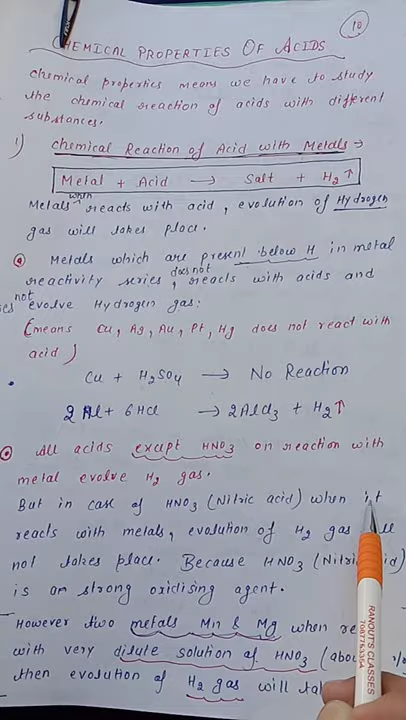 10
CHEMICAL PROPERTIES OF ACIDS
chemical properties means we have to study
the chemical reaction of acids with different
substances.
1) chemical Reaction of Acid with Metals →
Metal + Acid → Salt + H₂ ↑
Metals when reacts with acid, evolution of Hydrogen
gas will takes place.
Metals which are present below H in metal
reactivity series, does not reacts with acids and
not evolve Hydrogen gas.
(means Cu, Ag, Au, Pt, Hg does not react with
acid)
Cu + H₂SO₄ → No Reaction
2Al + 6HCl → 2AlCl₃ + H₂↑
All acids except HNO₃ on reaction with
metal evolve H₂ gas.
But in case of HNO₃ (Nitric acid) when it
reacts with metals, evolution of H₂ gas
not takes place. Because HNO₃ (Nitric
is an strong oxidising agent.
However two metals Mn & Mg when
with very dilute solution of HNO₃
then evolution of H₂ gas will
RANOUT'S CLASSES